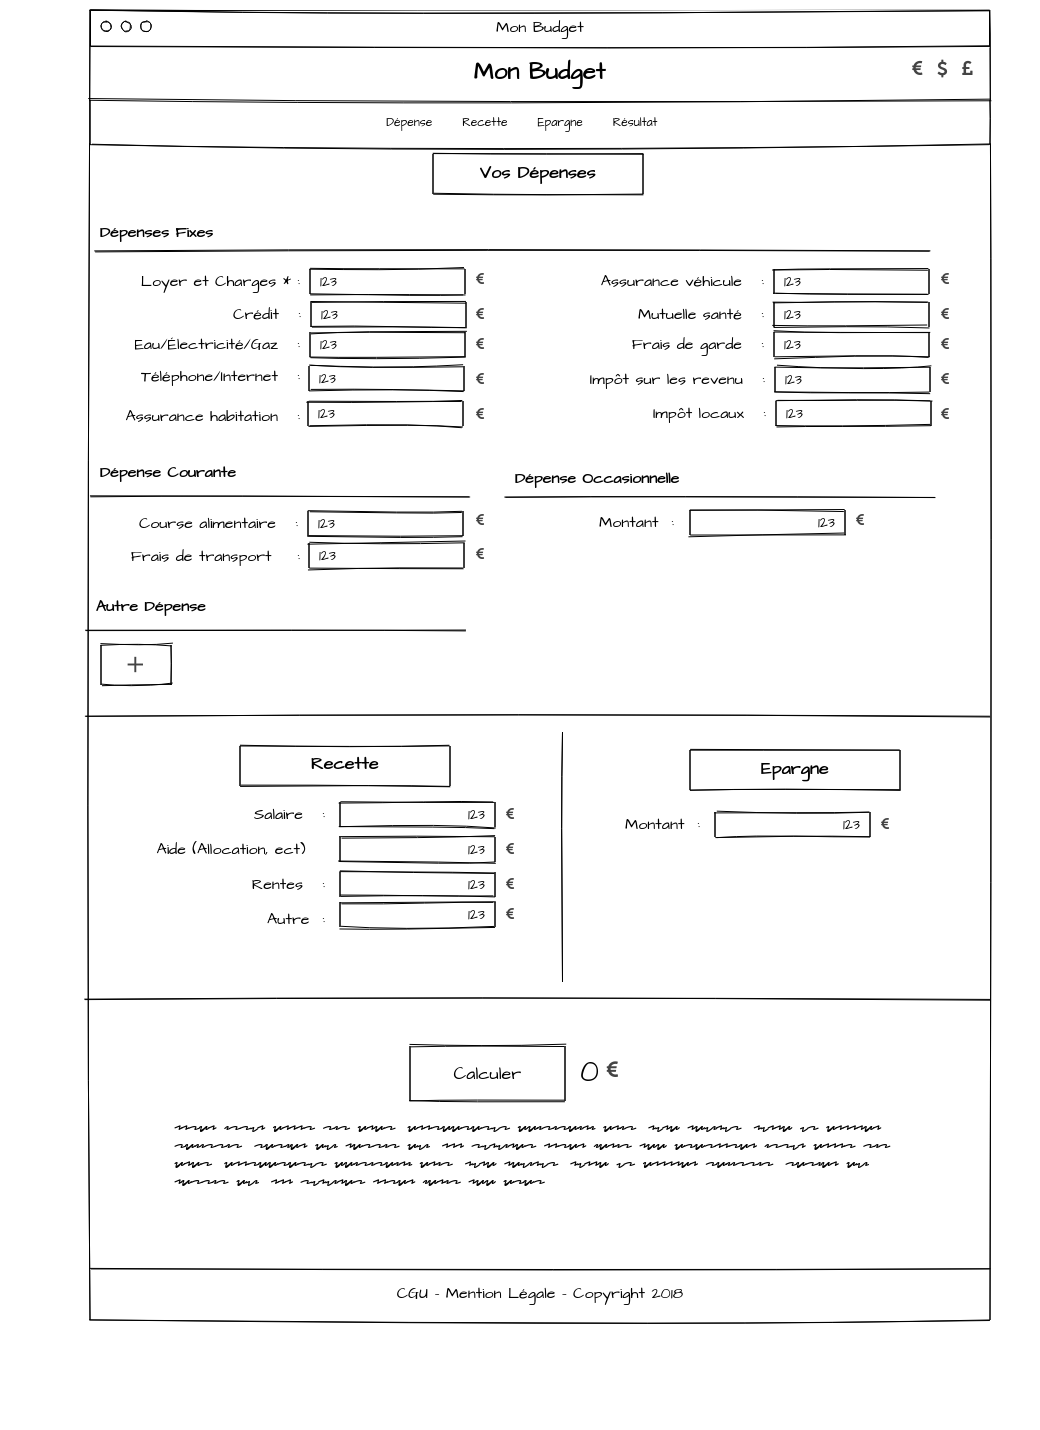 Mon Budget
Mon Budget € $ £
Dépense Recette Epargne Résultat
Vos Dépenses
Dépenses Fixes
Loyer et Charges * : 123 € Assurance véhicule : 123 €
Crédit : 123 € Mutuelle santé : 123 €
Eau/Électricité/Gaz : 123 € Frais de garde : 123 €
Téléphone/Internet : 123 € Impôt sur les revenu : 123 €
Assurance habitation : 123 € Impôt locaux : 123 €
Dépense Courante Dépense Occasionnelle
Course alimentaire : 123 € Montant : 123 €
Frais de transport : 123 €
Autre Dépense
+
Recette Epargne
Salaire : 123 € Montant : 123 €
Aide (Allocation, ect) 123 €
Rentes : 123 €
Autre : 123 €
Calculer 0 €
CGU - Mention Légale - Copyright 2018